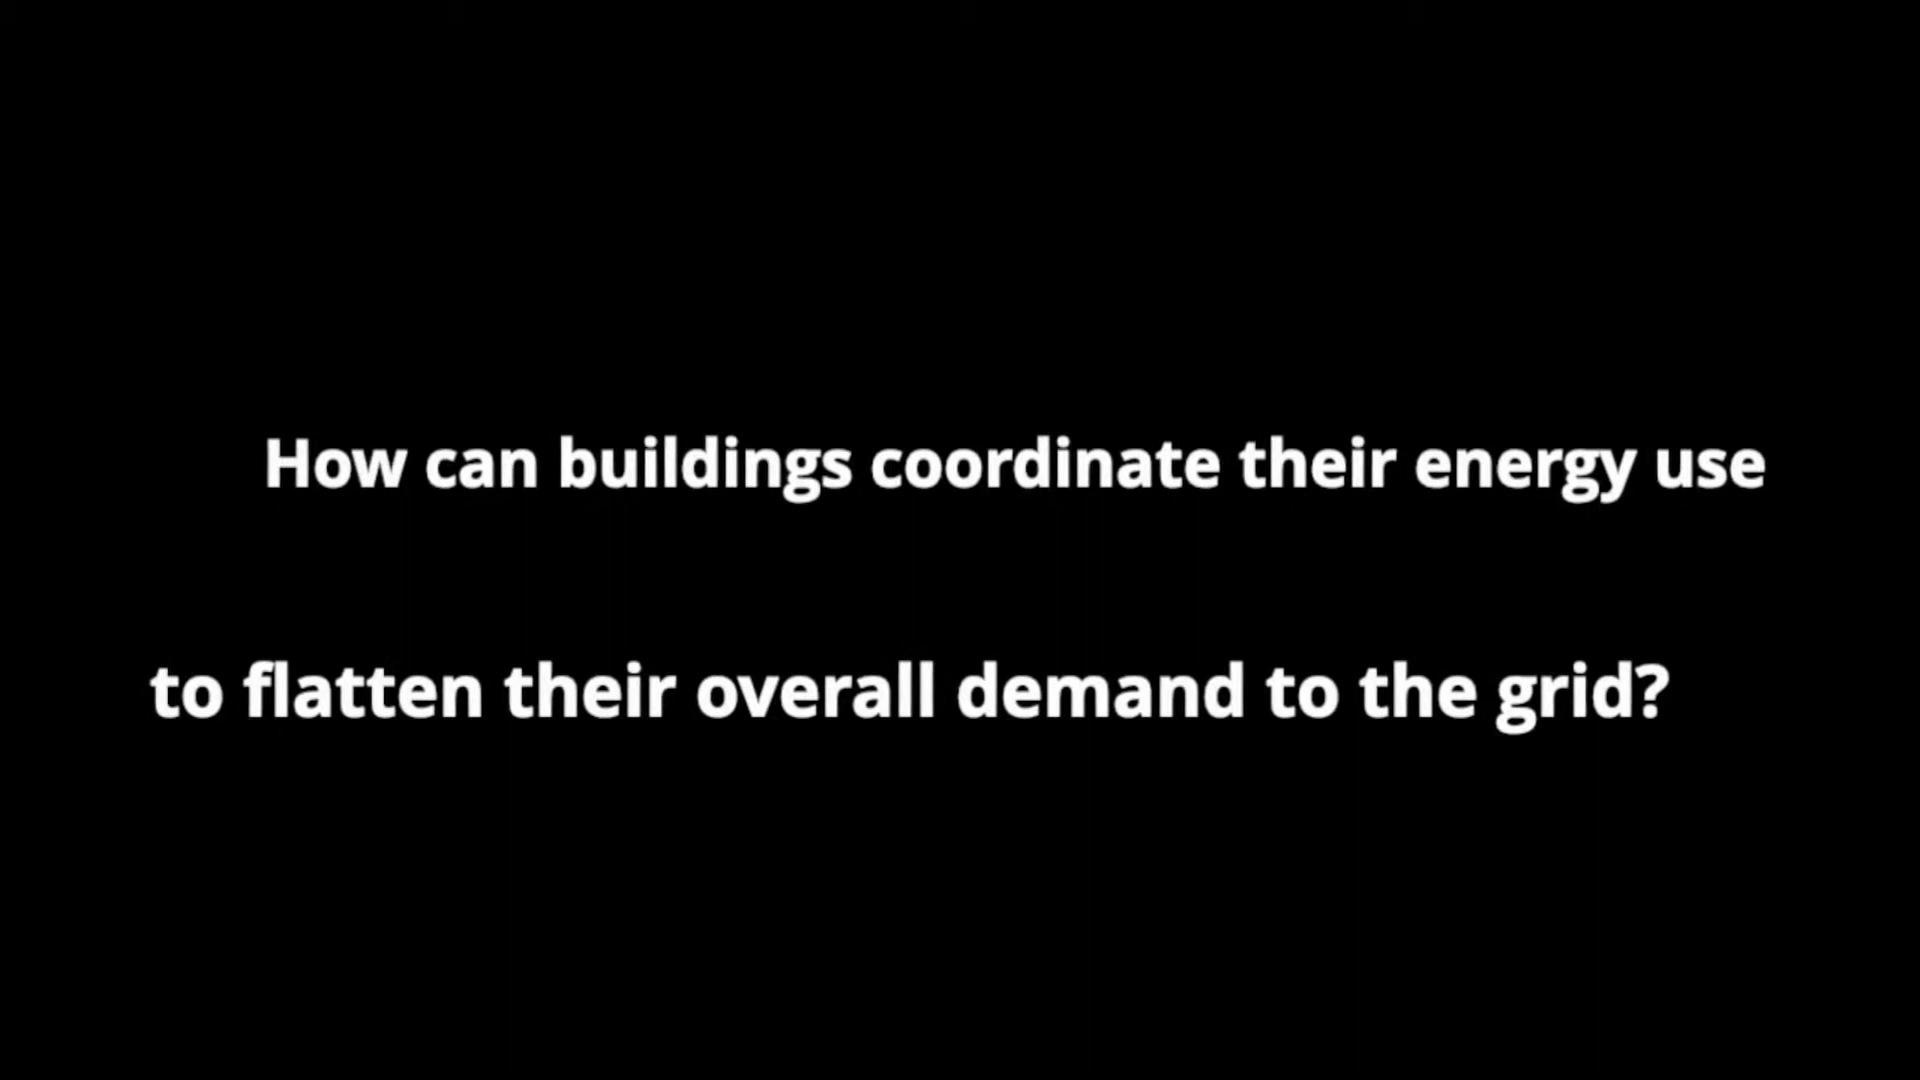 How can buildings coordinate their energy use
to flatten their overall demand to the grid?